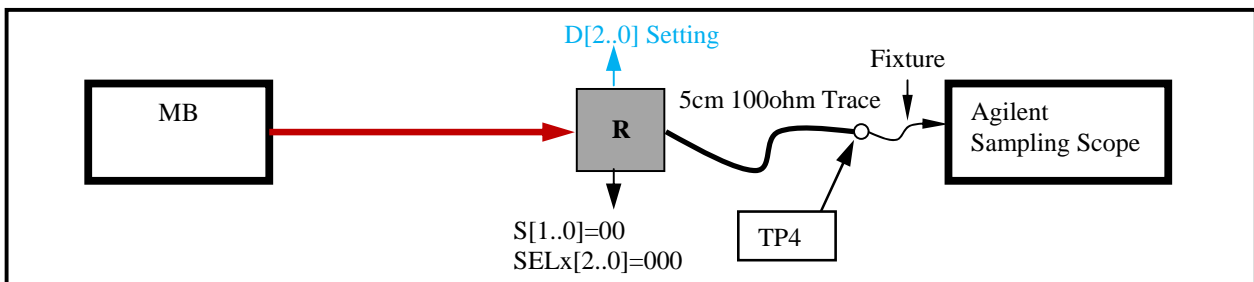 D[2..0] Setting
Fixture
MB
5cm 100ohm Trace
R
Agilent
Sampling Scope
S[1..0]=00
SELx[2..0]=000
TP4